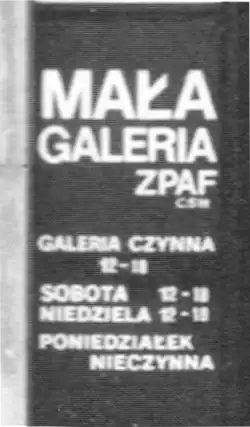 MAŁA
GALERIA
ZPAF
CSW
GALERIA CZYNNA
12-18
SOBOTA 12-18
NIEDZIELA 12-18
PONIEDZIAŁEK
NIECZYNNA